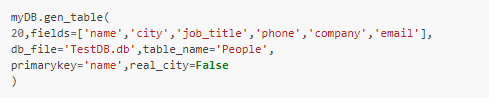 myDB.gen_table(
20,fields=['name','city','job_title','phone','company','email'],
db_file='TestDB.db',table_name='People',
primarykey='name',real_city=False
)